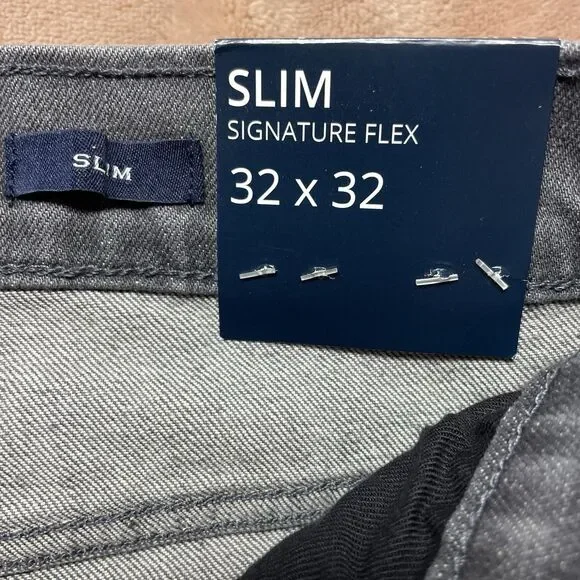 SLIM
SLIM
SIGNATURE FLEX
32 x 32